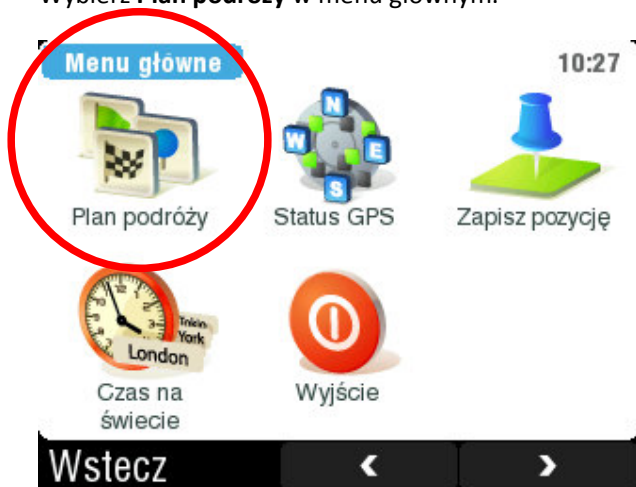 Wybierz Plan podróży w menu głównym.
Menu główne
10:27
N
W
E
S
Plan podróży
Status GPS
Zapisz pozycję
12
York
London
Czas na
świecie
Wyjście
Wstecz